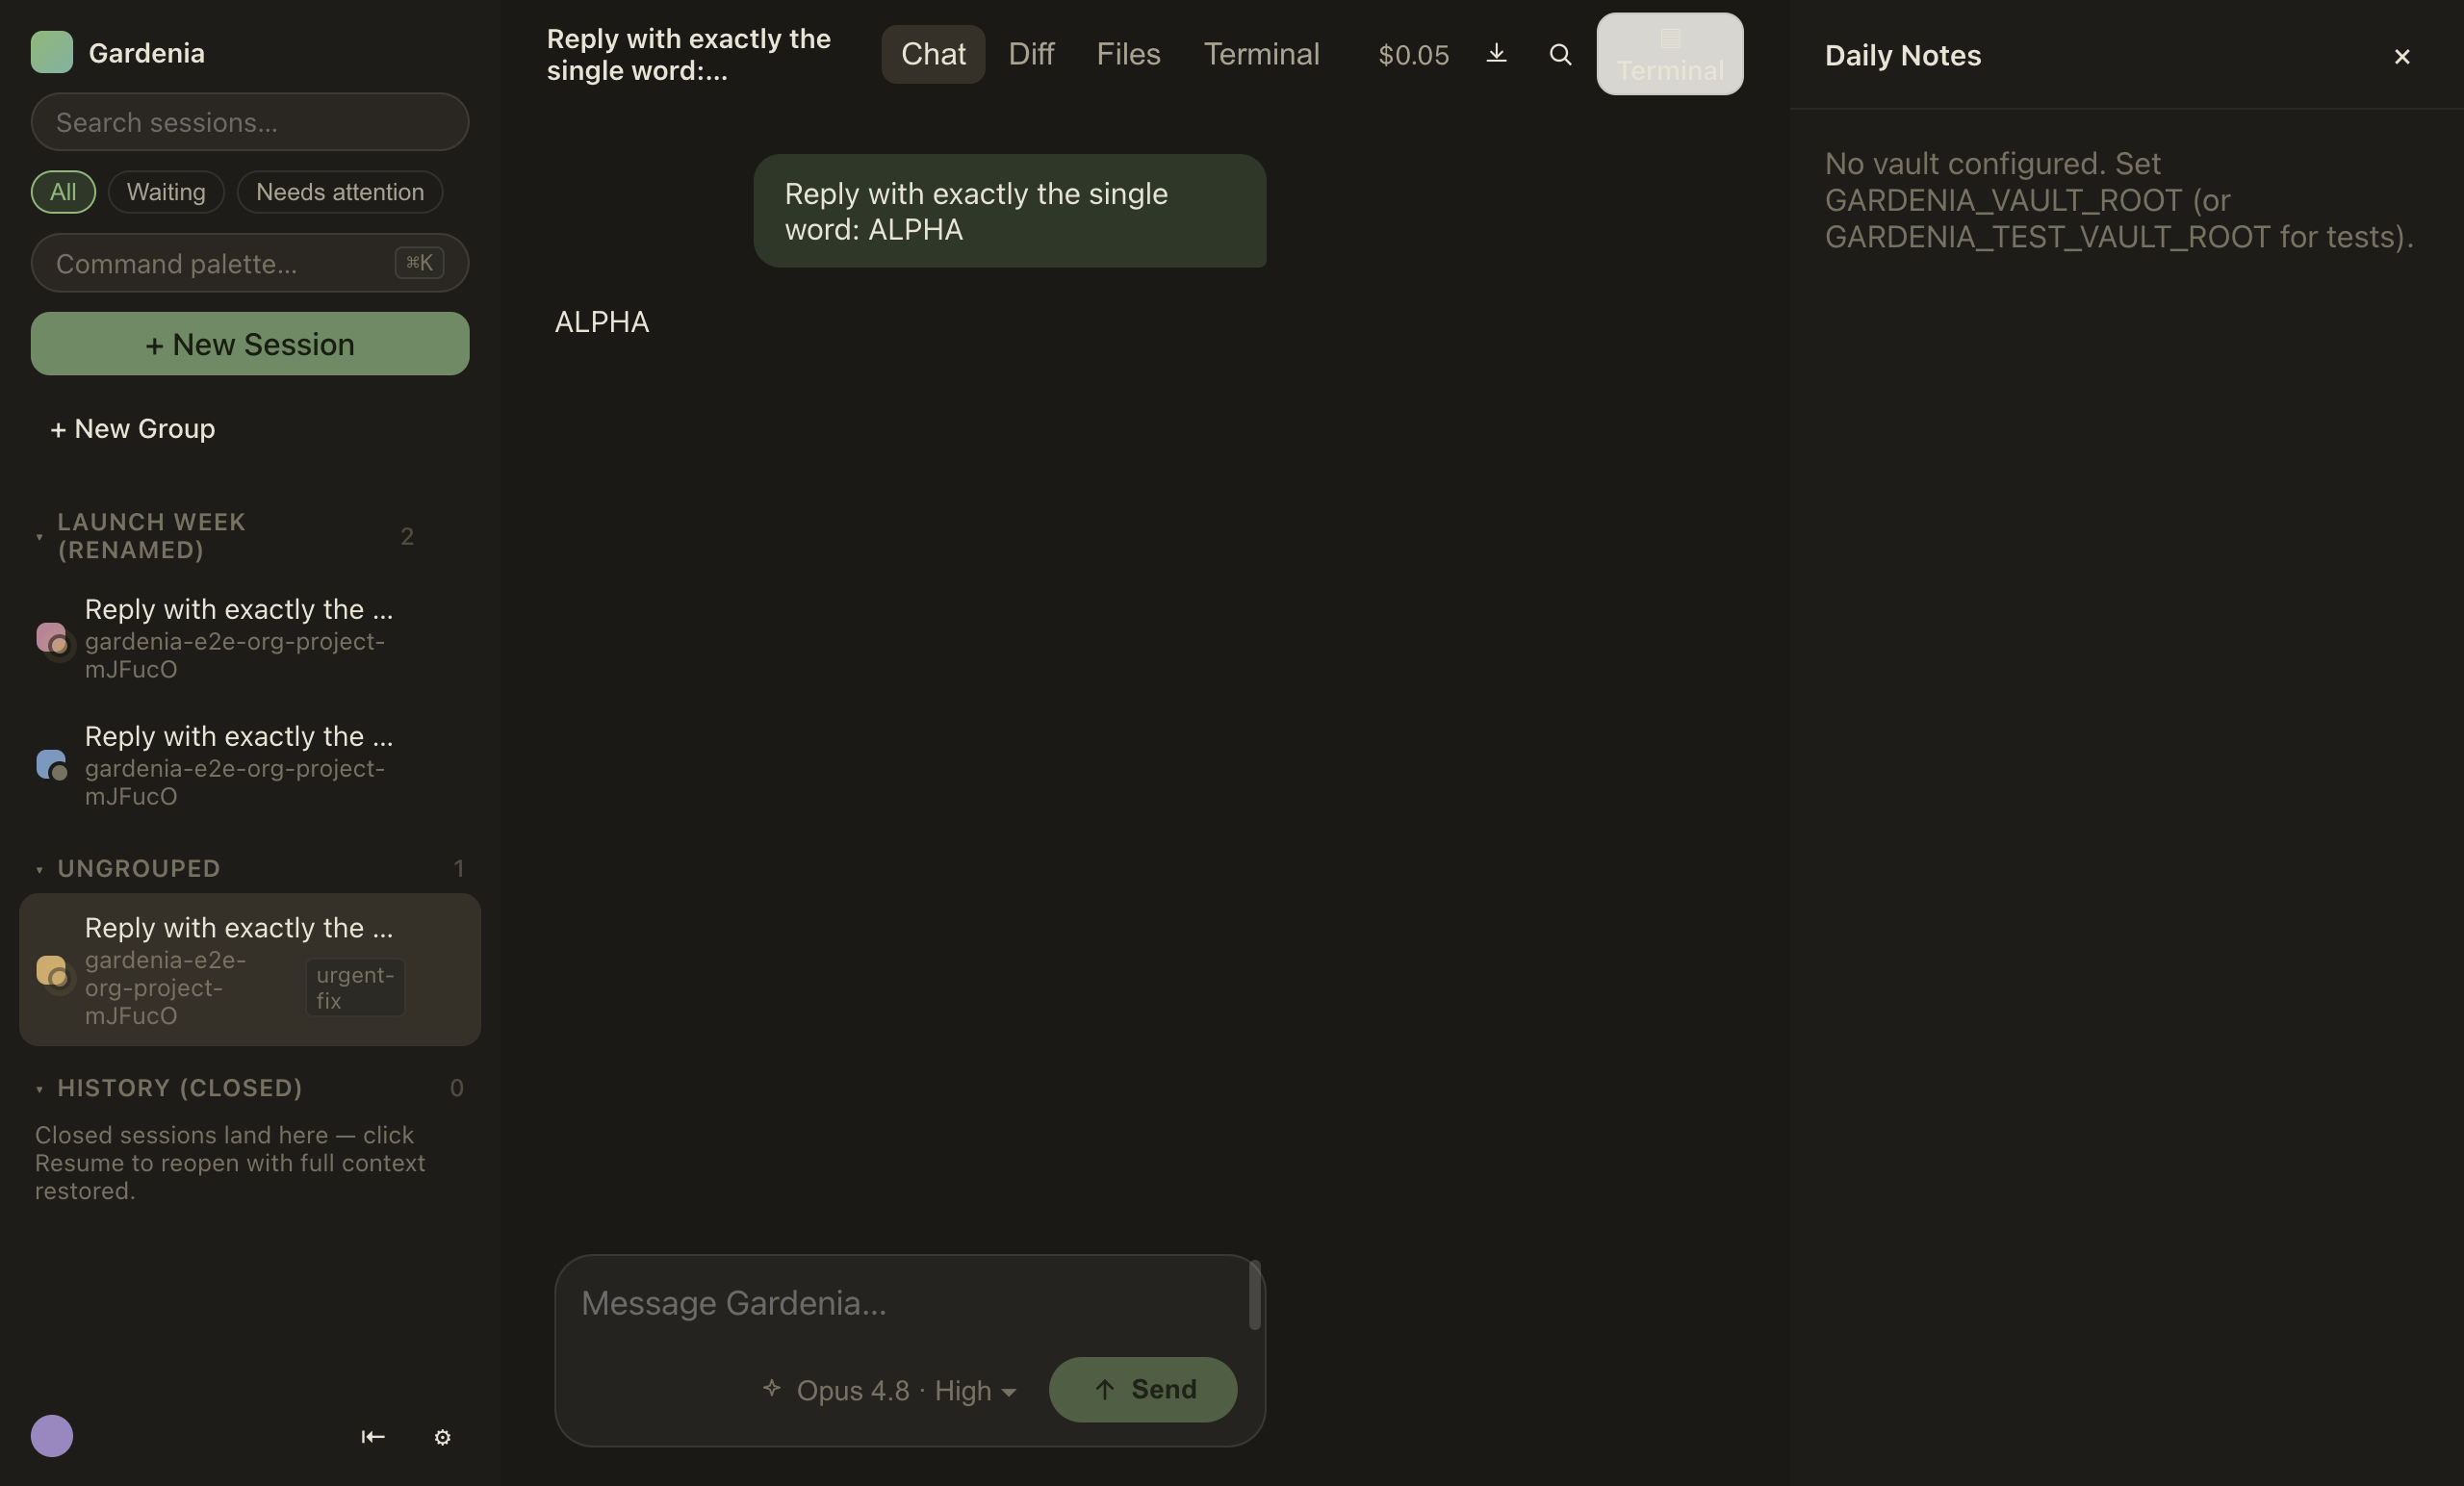 Gardenia
Search sessions...
All
Waiting
Needs attention
Command palette...
⌘K
+ New Session
+ New Group
LAUNCH WEEK
(RENAMED)
2
Reply with exactly the ...
gardenia-e2e-org-project-
mJFucO
Reply with exactly the ...
gardenia-e2e-org-project-
mJFucO
UNGROUPED
1
Reply with exactly the ...
gardenia-e2e-
org-project-
mJFucO
urgent-
fix
HISTORY (CLOSED)
0
Closed sessions land here — click
Resume to reopen with full context
restored.
Reply with exactly the
single word:...
Chat
Diff
Files
Terminal
$0.05
Terminal
Reply with exactly the single
word: ALPHA
ALPHA
Message Gardenia...
Opus 4.8 · High
Send
Daily Notes
No vault configured. Set
GARDENIA_VAULT_ROOT (or
GARDENIA_TEST_VAULT_ROOT for tests).